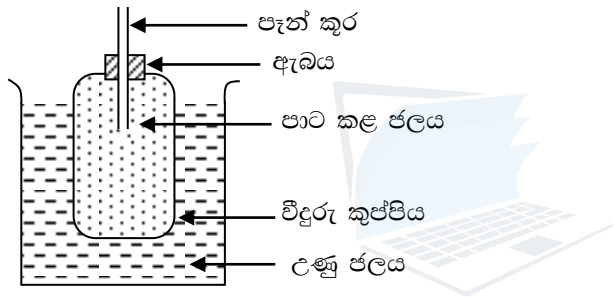 පෑන් කූර
ඇබය
පාට කළ ජලය
වීදුරු කුප්පිය
උණු ජලය